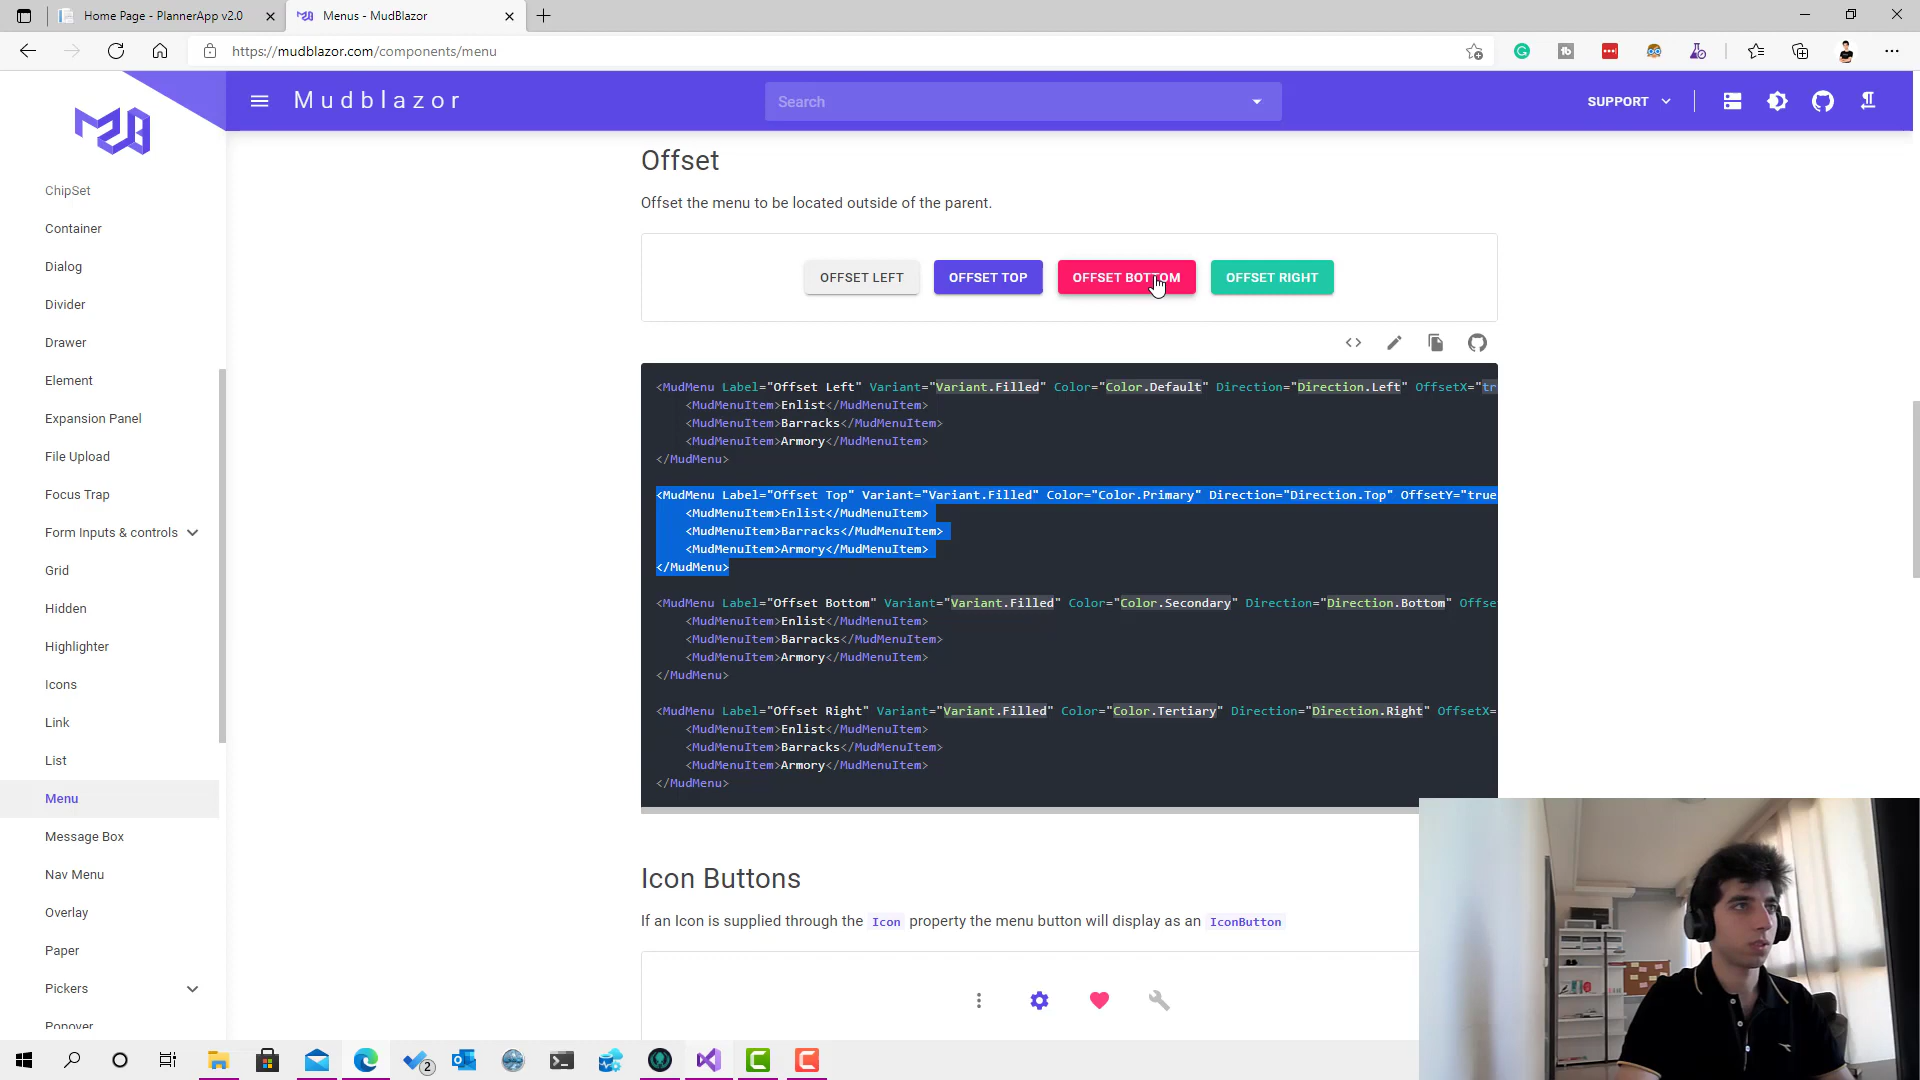 Home Page - PlannerApp v2.0
Menus - MudBlazor
https://mudblazor.com/components/menu
Mudblazor
Search
SUPPORT
ChipSet
Container
Dialog
Divider
Drawer
Element
Expansion Panel
File Upload
Focus Trap
Form Inputs & controls
Grid
Hidden
Highlighter
Icons
Link
List
Menu
Message Box
Nav Menu
Overlay
Paper
Pickers
Popover
Offset
Offset the menu to be located outside of the parent.
OFFSET LEFT OFFSET TOP OFFSET BOTTOM OFFSET RIGHT
<MudMenu Label="Offset Left" Variant="Variant.Filled" Color="Color.Default" Direction="Direction.Left" OffsetX="tr
<MudMenuItem>Enlist</MudMenuItem>
<MudMenuItem>Barracks</MudMenuItem>
<MudMenuItem>Armory</MudMenuItem>
</MudMenu>
<MudMenu Label="Offset Top" Variant="Variant.Filled" Color="Color.Primary" Direction="Direction.Top" OffsetY="true
<MudMenuItem>Enlist</MudMenuItem>
<MudMenuItem>Barracks</MudMenuItem>
<MudMenuItem>Armory</MudMenuItem>
</MudMenu>
<MudMenu Label="Offset Bottom" Variant="Variant.Filled" Color="Color.Secondary" Direction="Direction.Bottom" Offse
<MudMenuItem>Enlist</MudMenuItem>
<MudMenuItem>Barracks</MudMenuItem>
<MudMenuItem>Armory</MudMenuItem>
</MudMenu>
<MudMenu Label="Offset Right" Variant="Variant.Filled" Color="Color.Tertiary" Direction="Direction.Right" OffsetX=
<MudMenuItem>Enlist</MudMenuItem>
<MudMenuItem>Barracks</MudMenuItem>
<MudMenuItem>Armory</MudMenuItem>
</MudMenu>
Icon Buttons
If an Icon is supplied through the Icon property the menu button will display as an IconButton
2